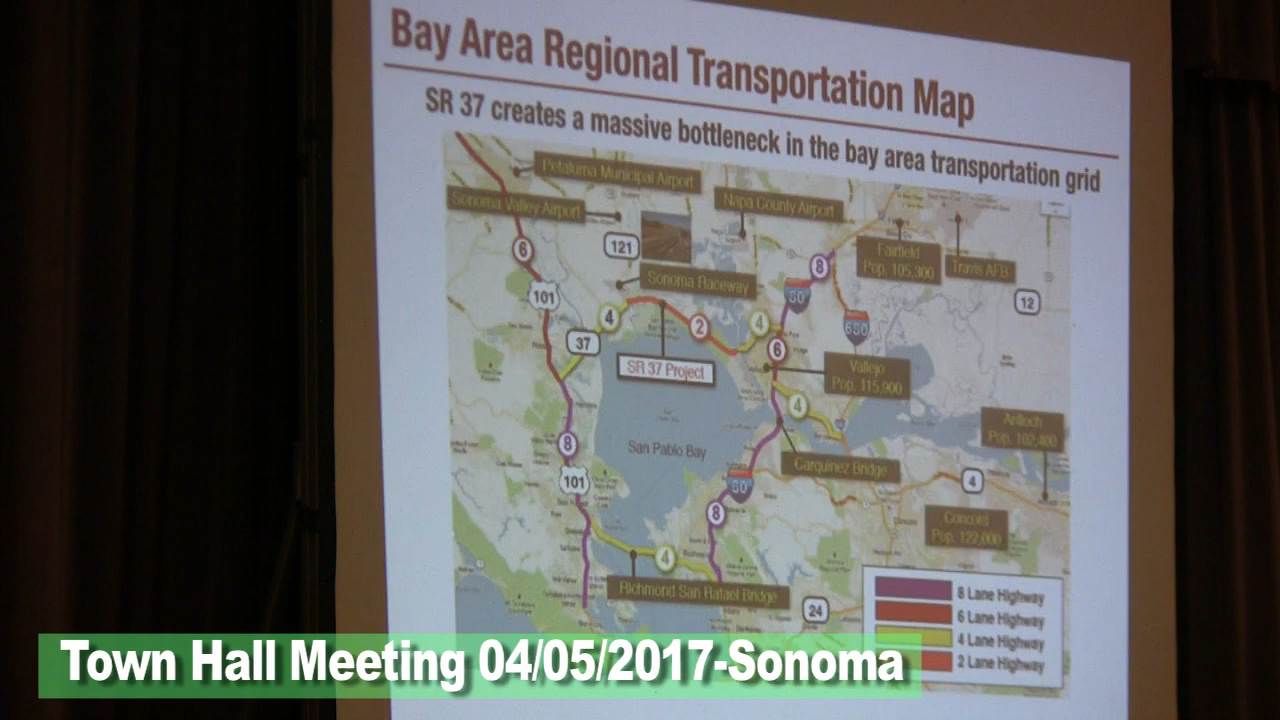 Bay Area Regional Transportation Map
SR 37 creates a massive bottleneck in the bay area transportation grid
Petaluma Municipal Airport
Sonoma Valley Airport
Napa County Airport
6
121
8
Fairfield
Pop. 105,300
Travis AFB
Sonoma Raceway
101
80
12
4
2
4
680
37
6
SR 37 Project
Vallejo
Pop. 115,900
4
8
San Pablo Bay
Antioch
Pop. 102,400
Carquinez Bridge
101
80
4
8
Concord
Pop. 122,000
4
Richmond San Rafael Bridge
24
8 Lane Highway
6 Lane Highway
4 Lane Highway
2 Lane Highway
Town Hall Meeting 04/05/2017-Sonoma